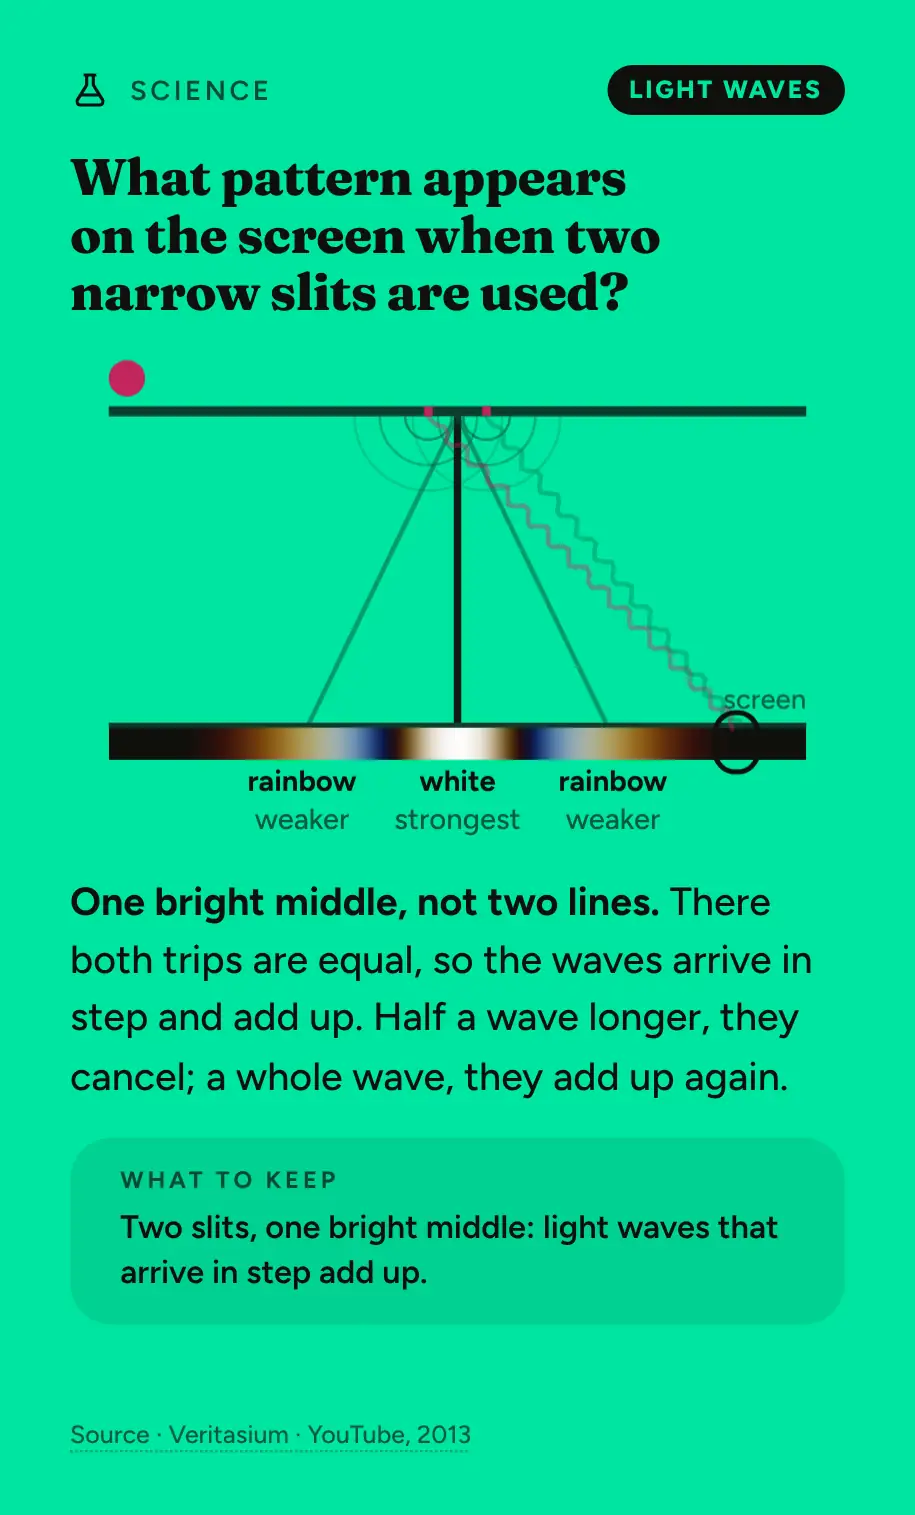 SCIENCE
LIGHT WAVES
What pattern appears
on the screen when two
narrow slits are used?
screen
rainbow white rainbow
weaker strongest weaker
One bright middle, not two lines. There
both trips are equal, so the waves arrive in
step and add up. Half a wave longer, they
cancel; a whole wave, they add up again.
WHAT TO KEEP
Two slits, one bright middle: light waves that
arrive in step add up.
Source · Veritasium · YouTube, 2013